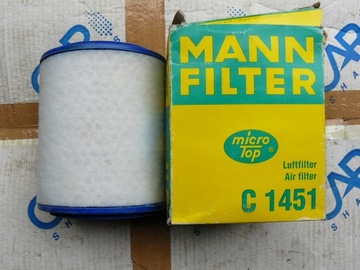 MANN
FILTER
micro
Top
Luftfilter
Air filter
C 1451